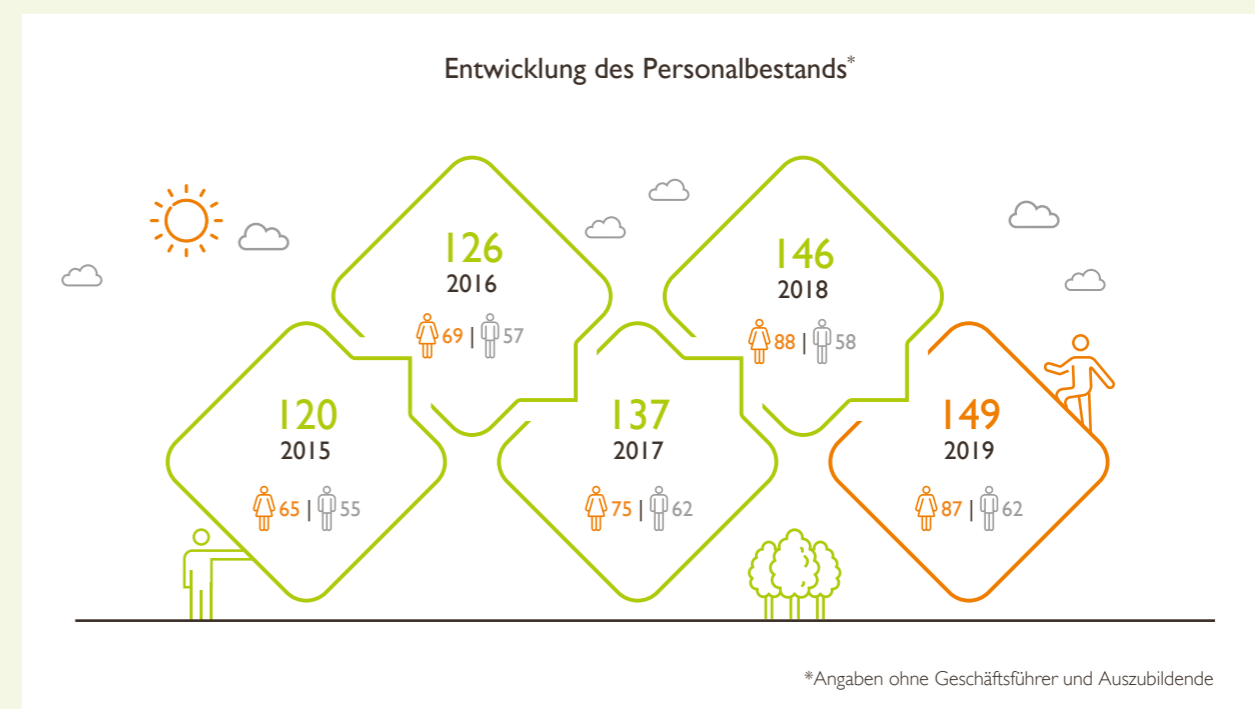 Entwicklung des Personalbestands*
120
2015
65 | 55
126
2016
69 | 57
137
2017
75 | 62
146
2018
88 | 58
149
2019
87 | 62
*Angaben ohne Geschäftsführer und Auszubildende